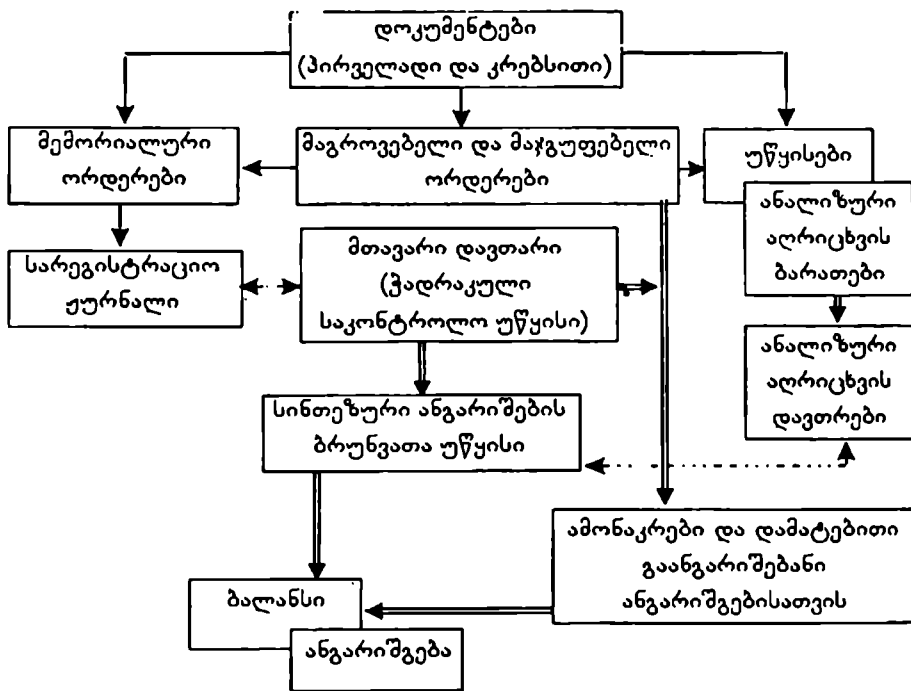 დოკუმენტები
(პირველადი და კრებსითი)
მემორიალური
ორდერები
მაგროვებელი და მაჯგუფებელი
ორდერები
უწყისები
ანალიზური
აღრიცხვის
ბარათები
სარეგისტრაციო
ჟურნალი
მთავარი დავთარი
(ჭადრაკული
საკონტროლო უწყისი)
ანალიზური
აღრიცხვის
დავთრები
სინთეზური ანგარიშების
ბრუნვათა უწყისი
ამონაკრები და დამატებითი
გაანგარიშებანი
ანგარიშგებისათვის
ბალანსი
ანგარიშგება